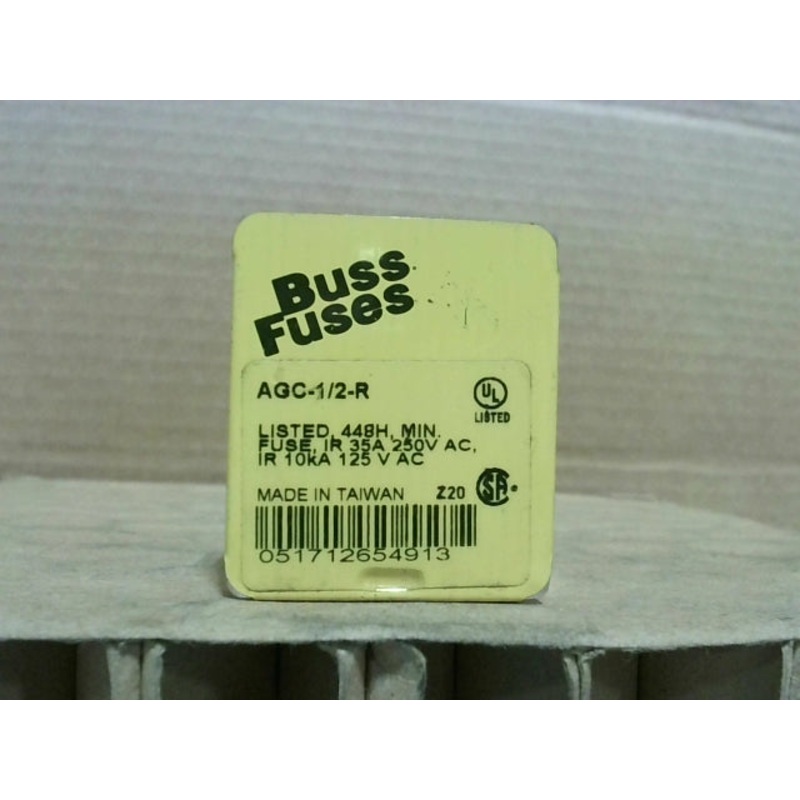 Buss
Fuses
AGC-1/2-R
UL
LISTED
LISTED, 448H, MIN.
FUSE, IR 35A 250V AC,
IR 10kA 125 V AC
MADE IN TAIWAN Z20 SA
051712654913